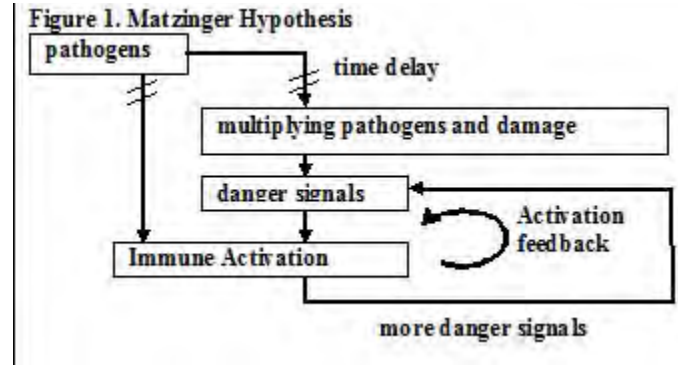 Figure 1. Matzinger Hypothesis
pathogens
time delay
multiplying pathogens and damage
danger signals
Activation
feedback
Immune Activation
more danger signals